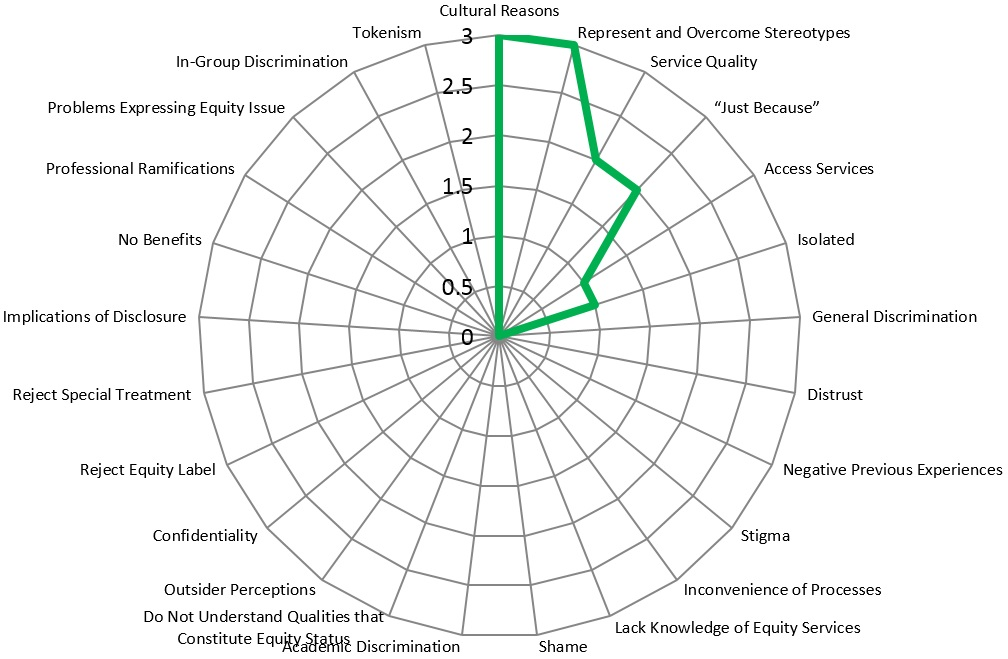 Cultural Reasons
Represent and Overcome Stereotypes
Service Quality
“Just Because”
Access Services
Isolated
General Discrimination
Distrust
Negative Previous Experiences
Stigma
Inconvenience of Processes
Lack Knowledge of Equity Services
Shame
Academic Discrimination
Do Not Understand Qualities that
Constitute Equity Status
Outsider Perceptions
Confidentiality
Reject Equity Label
Reject Special Treatment
Implications of Disclosure
No Benefits
Professional Ramifications
Problems Expressing Equity Issue
In-Group Discrimination
Tokenism
3
2.5
2
1.5
1
0.5
0